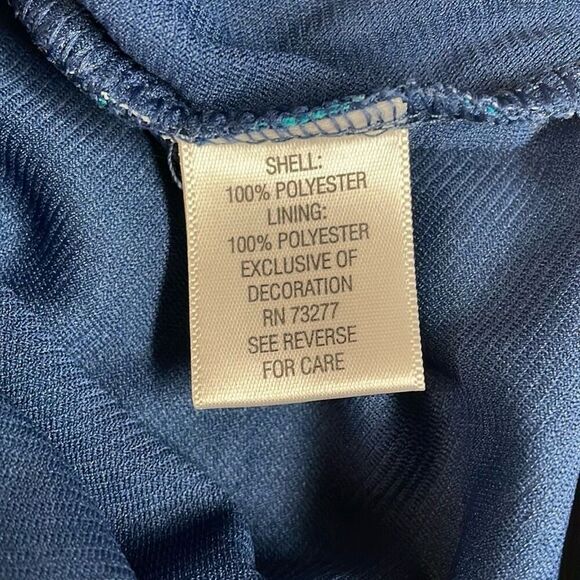 SHELL:
100% POLYESTER
LINING:
100% POLYESTER
EXCLUSIVE OF
DECORATION
RN 73277
SEE REVERSE
FOR CARE